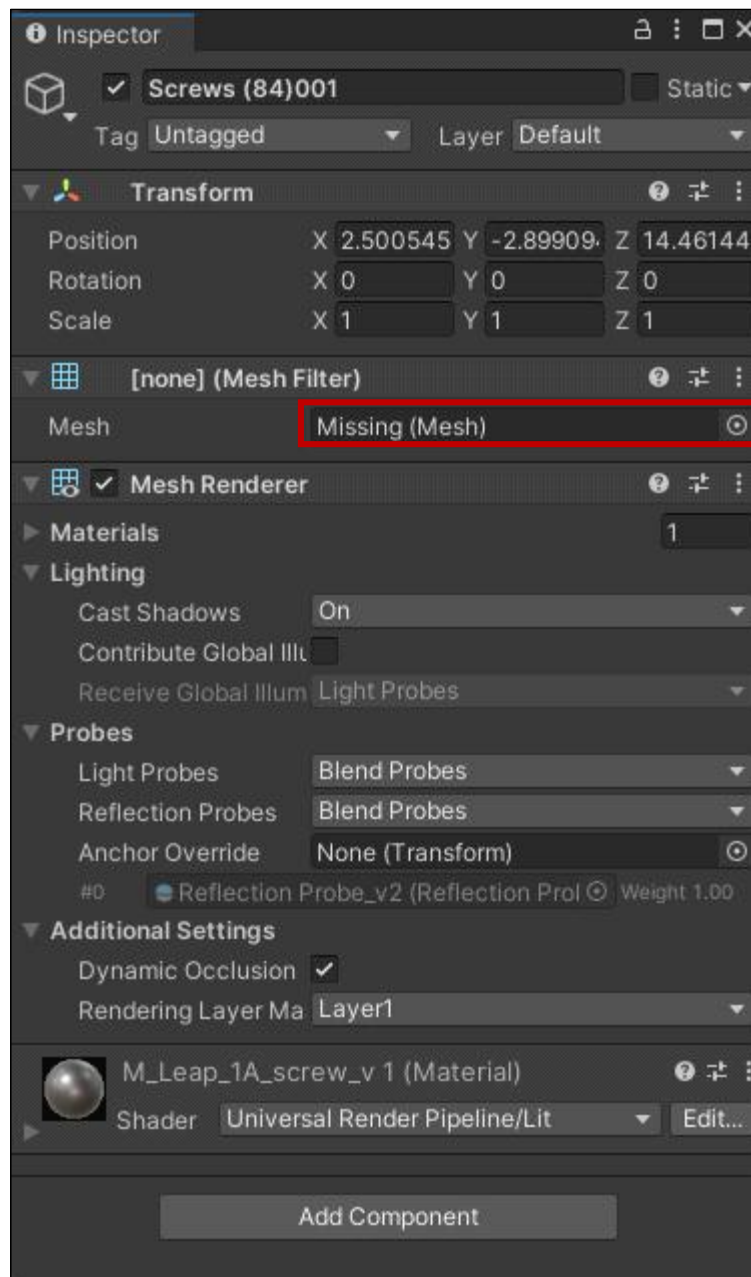 Inspector
Screws (84)001 Static
Tag Untagged Layer Default
Transform
Position X 2.500545 Y -2.89909 Z 14.46144
Rotation X 0 Y 0 Z 0
Scale X 1 Y 1 Z 1
[none] (Mesh Filter)
Mesh Missing (Mesh)
Mesh Renderer
Materials 1
Lighting
Cast Shadows On
Contribute Global Illu
Receive Global Illum Light Probes
Probes
Light Probes Blend Probes
Reflection Probes Blend Probes
Anchor Override None (Transform)
#0 Reflection Probe_v2 (Reflection Prol Weight 1.00
Additional Settings
Dynamic Occlusion
Rendering Layer Ma Layer1
M_Leap_1A_screw_v 1 (Material)
Shader Universal Render Pipeline/Lit Edit...
Add Component